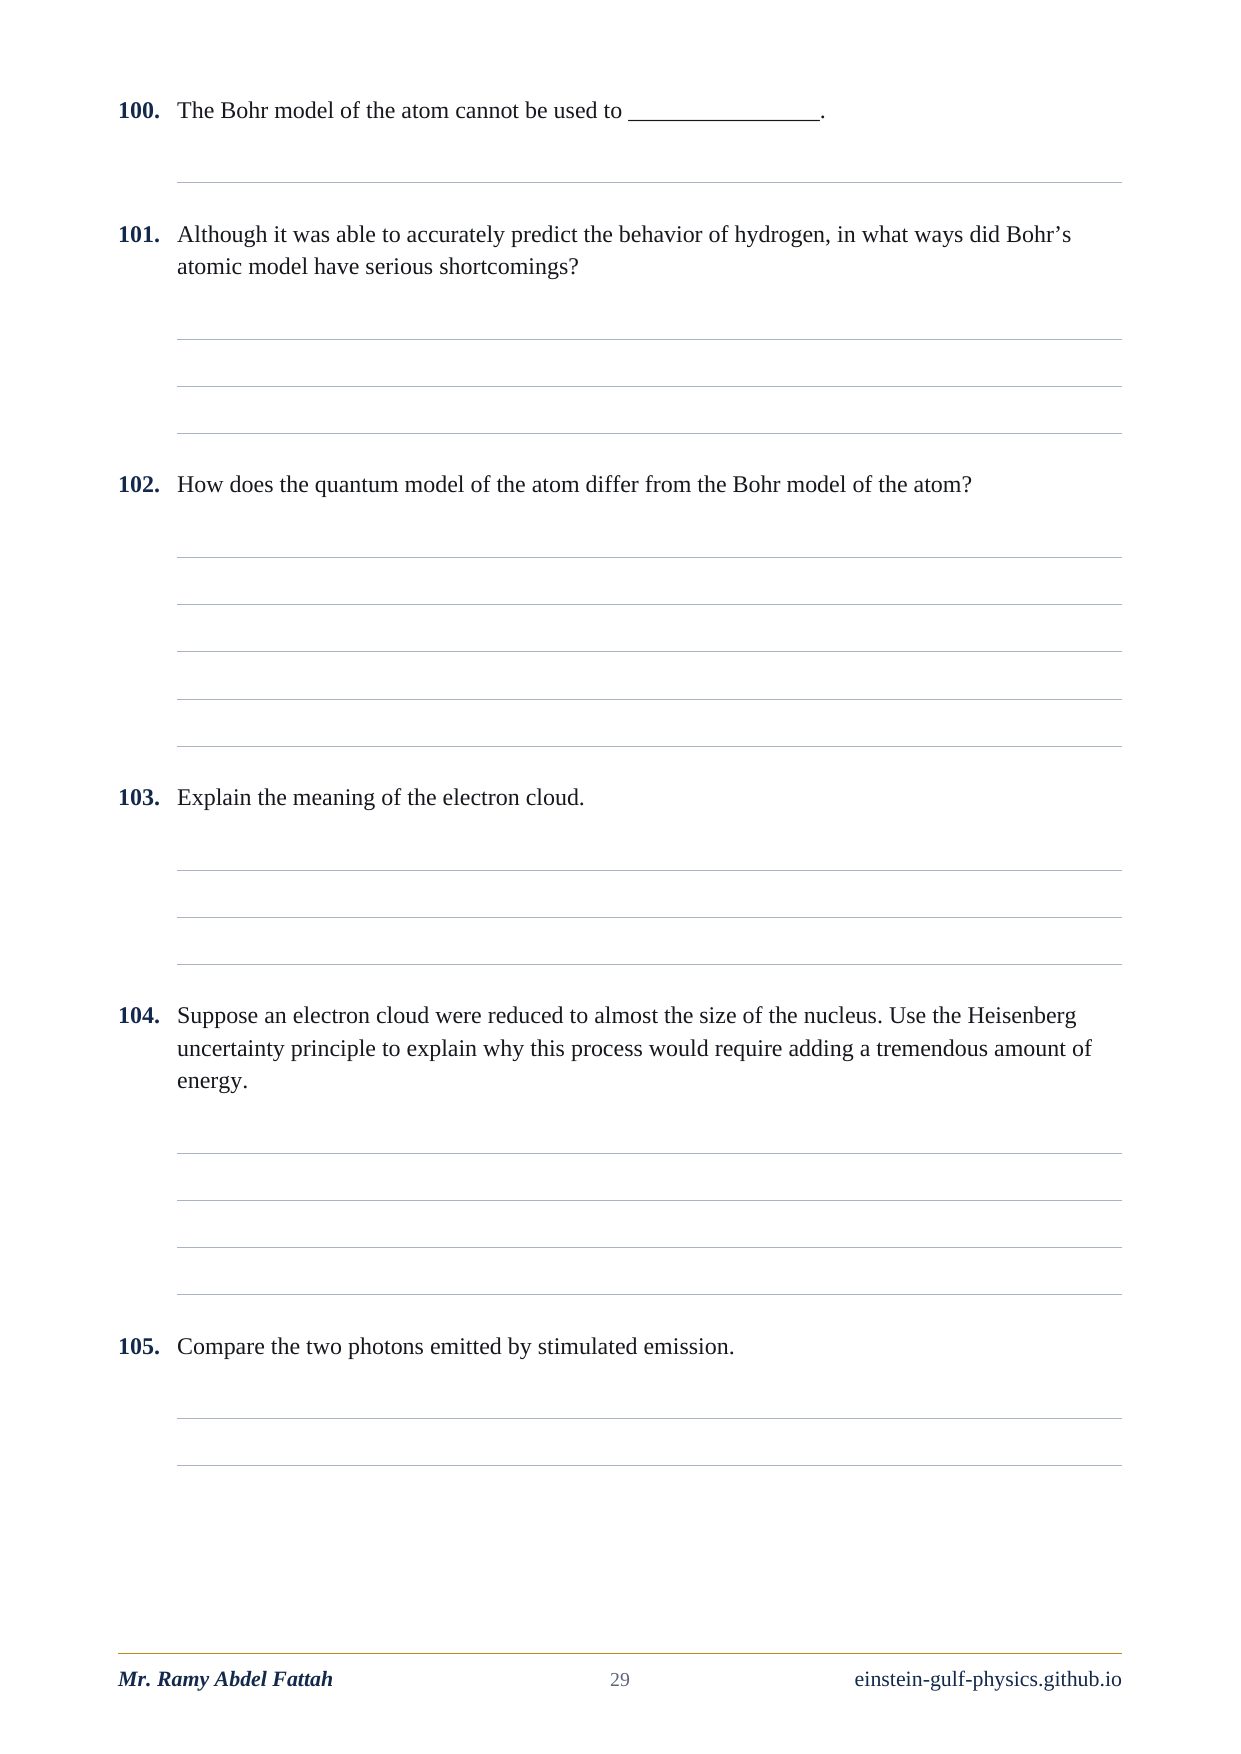 100. The Bohr model of the atom cannot be used to ________________.
101. Although it was able to accurately predict the behavior of hydrogen, in what ways did Bohr’s
atomic model have serious shortcomings?
102. How does the quantum model of the atom differ from the Bohr model of the atom?
103. Explain the meaning of the electron cloud.
104. Suppose an electron cloud were reduced to almost the size of the nucleus. Use the Heisenberg
uncertainty principle to explain why this process would require adding a tremendous amount of
energy.
105. Compare the two photons emitted by stimulated emission.
Mr. Ramy Abdel Fattah 29 einstein-gulf-physics.github.io